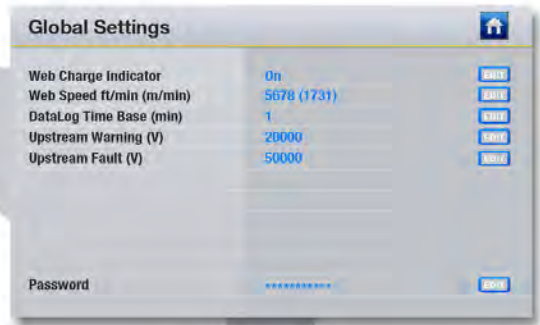 Global Settings
Web Charge Indicator On EDIT
Web Speed ft/min (m/min) 5678 (1731) EDIT
DataLog Time Base (min) 1 EDIT
Upstream Warning (V) 20000 EDIT
Upstream Fault (V) 50000 EDIT
Password *********** EDIT